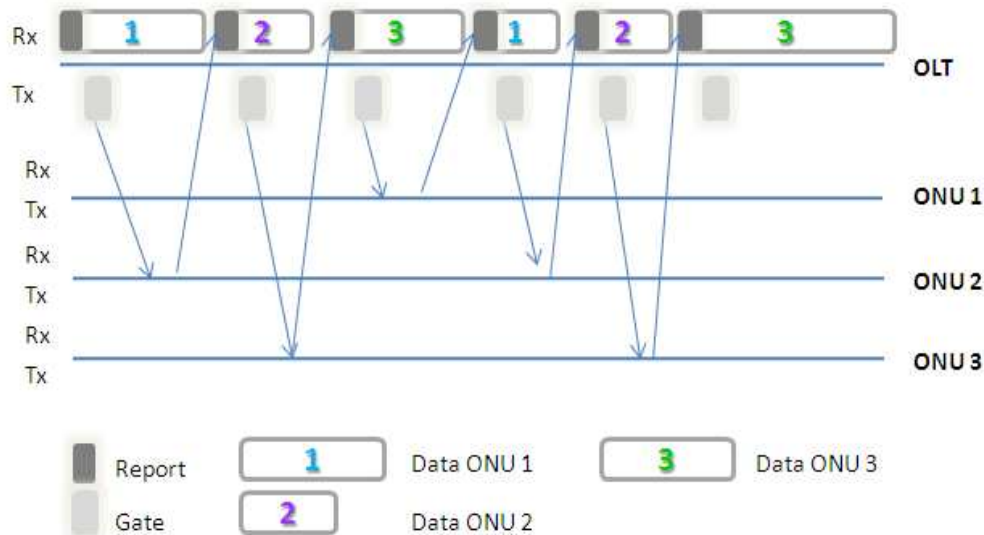 Rx 1 2 3 1 2 3
OLT
Tx
Rx
ONU 1
Tx
Rx
ONU 2
Tx
Rx
ONU 3
Tx
Report 1 Data ONU 1 3 Data ONU 3
Gate 2 Data ONU 2